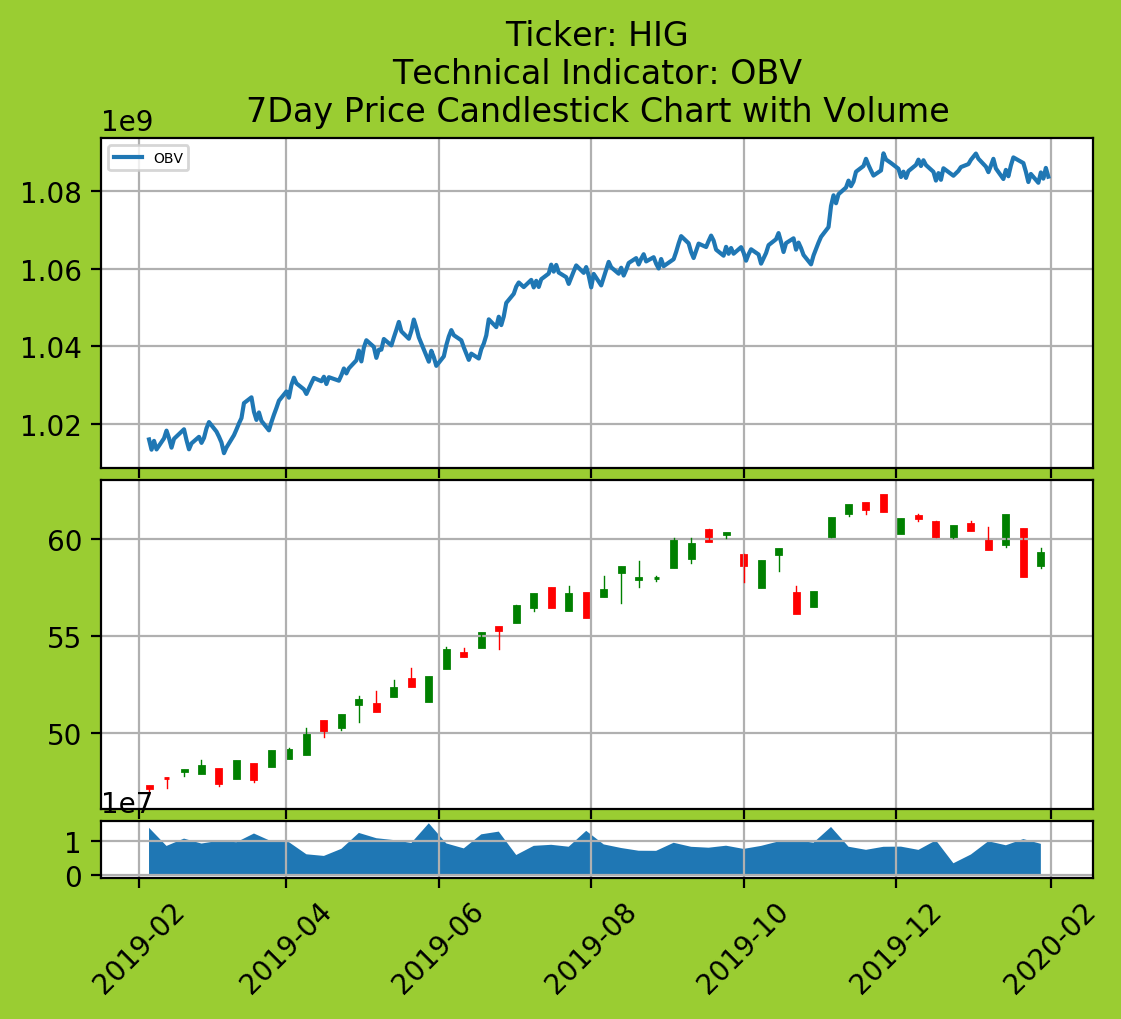 Ticker: HIG
Technical Indicator: OBV
7Day Price Candlestick Chart with Volume
1e9
OBV
1.08
1.06
1.04
1.02
60
55
50
1e7
1
0
2019-02
2019-04
2019-06
2019-08
2019-10
2019-12
2020-02